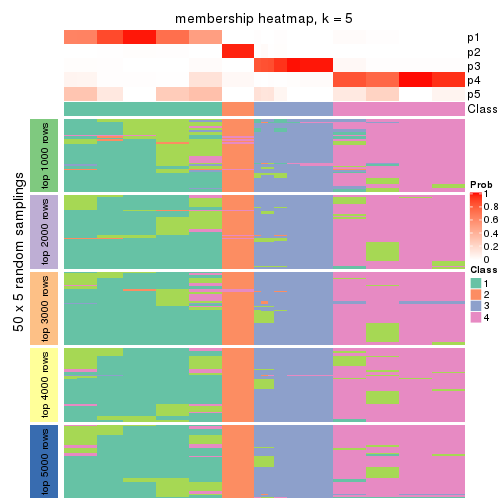 membership heatmap, k = 5
p1
p2
p3
p4
p5
Class
50 x 5 random samplings
top 1000 rows
top 2000 rows
top 3000 rows
top 4000 rows
top 5000 rows
Prob
1
0.8
0.6
0.4
0.2
0
Class
1
2
3
4